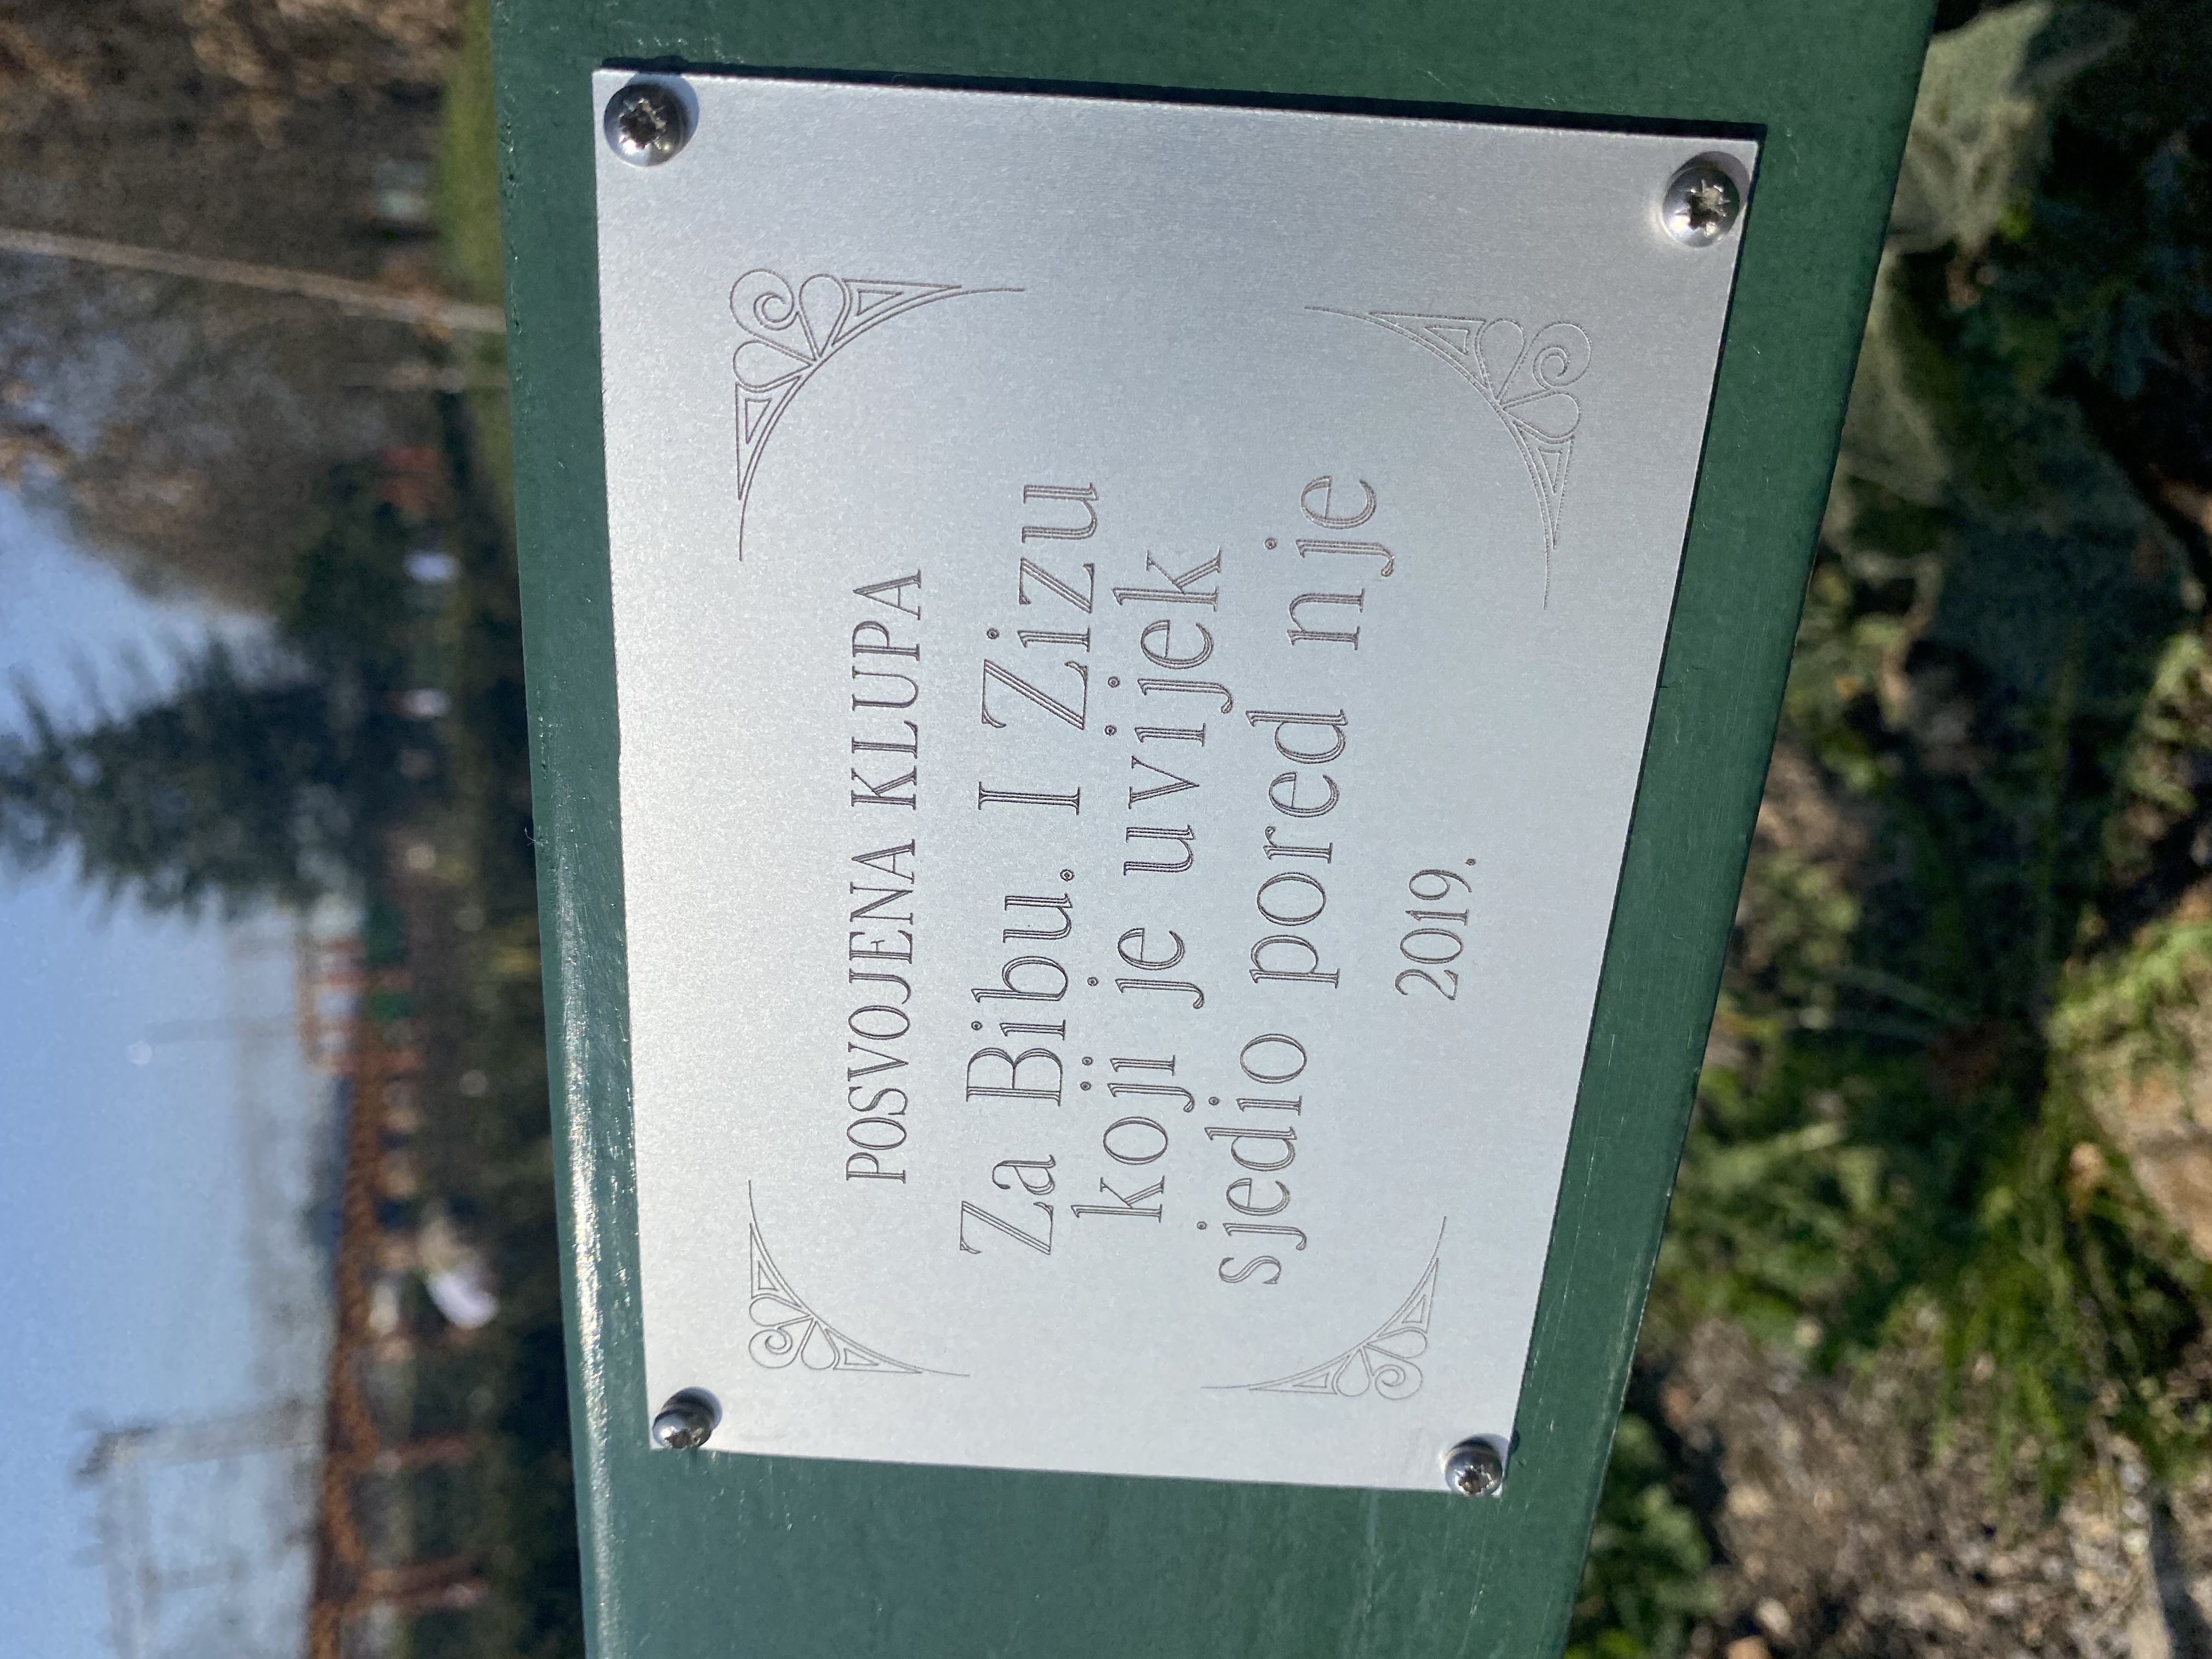 POSVOJENA KLUPA
Za Bibu. I Zizu
koji je uvijek
sjedio pored nje
2019.